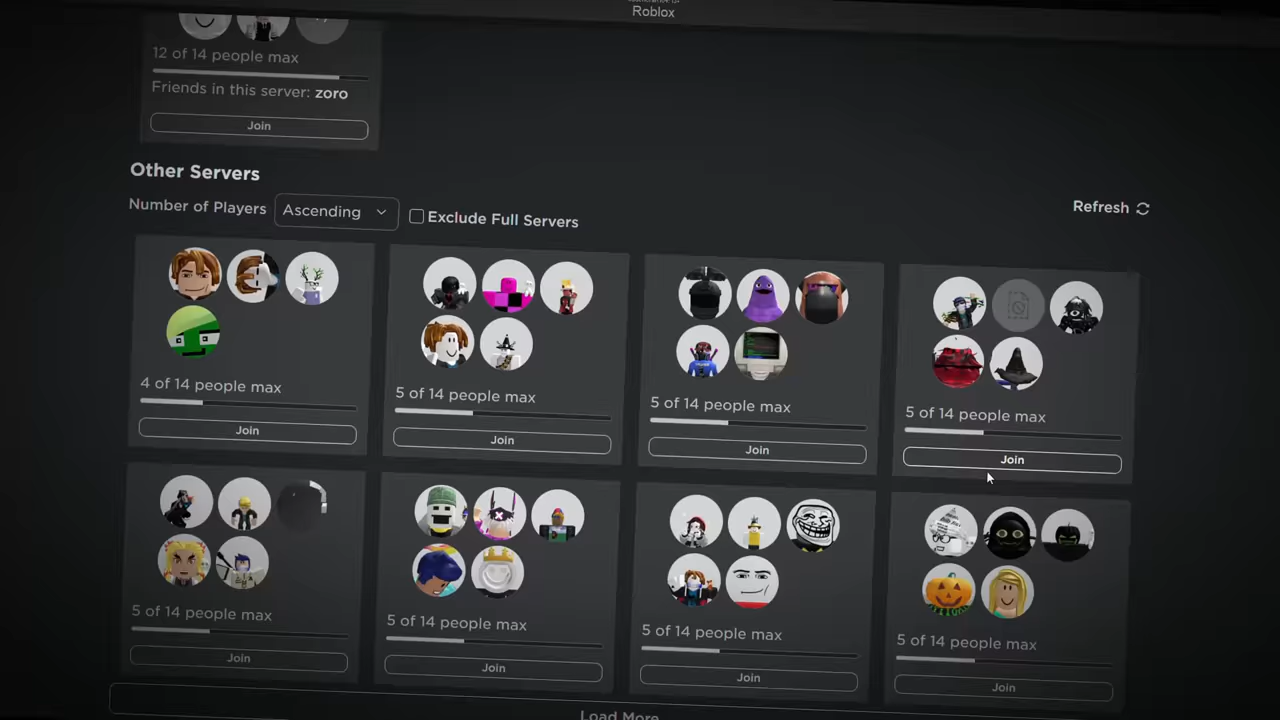 Roblox
12 of 14 people max
Friends in this server: zoro
Join
Other Servers
Number of Players
Ascending
Exclude Full Servers
Refresh
4 of 14 people max
5 of 14 people max
5 of 14 people max
5 of 14 people max
Join
Join
Join
Join
5 of 14 people max
5 of 14 people max
5 of 14 people max
5 of 14 people max
Join
Join
Join
Join
Load More